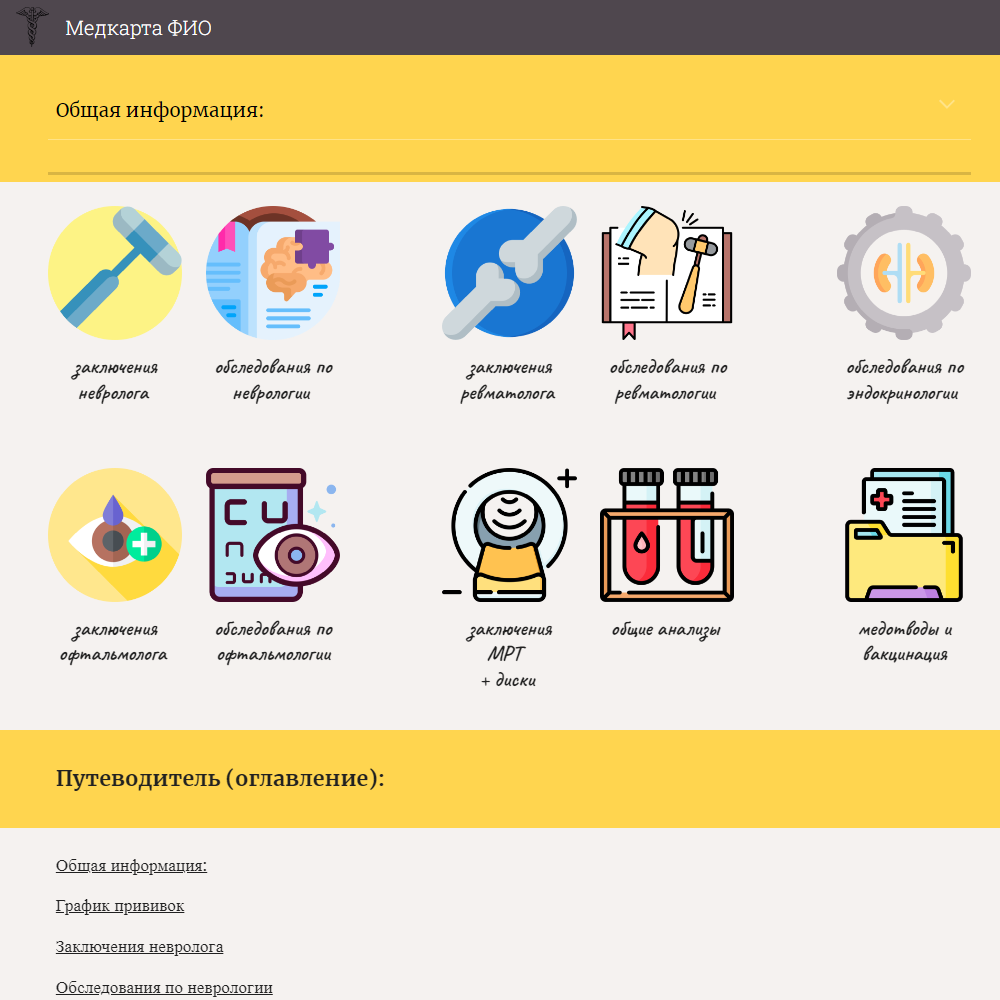 Медкарта ФИО
Общая информация:
заключения
невролога
обследования по
неврологии
заключения
ревматолога
обследования по
ревматологии
обследования по
эндокринологии
CU
n
заключения
офтальмолога
обследования по
офтальмологии
заключения
МРТ
+ диски
общие анализы
медотводы и
вакцинация
Путеводитель (оглавление):
Общая информация:
График прививок
Заключения невролога
Обследования по неврологии